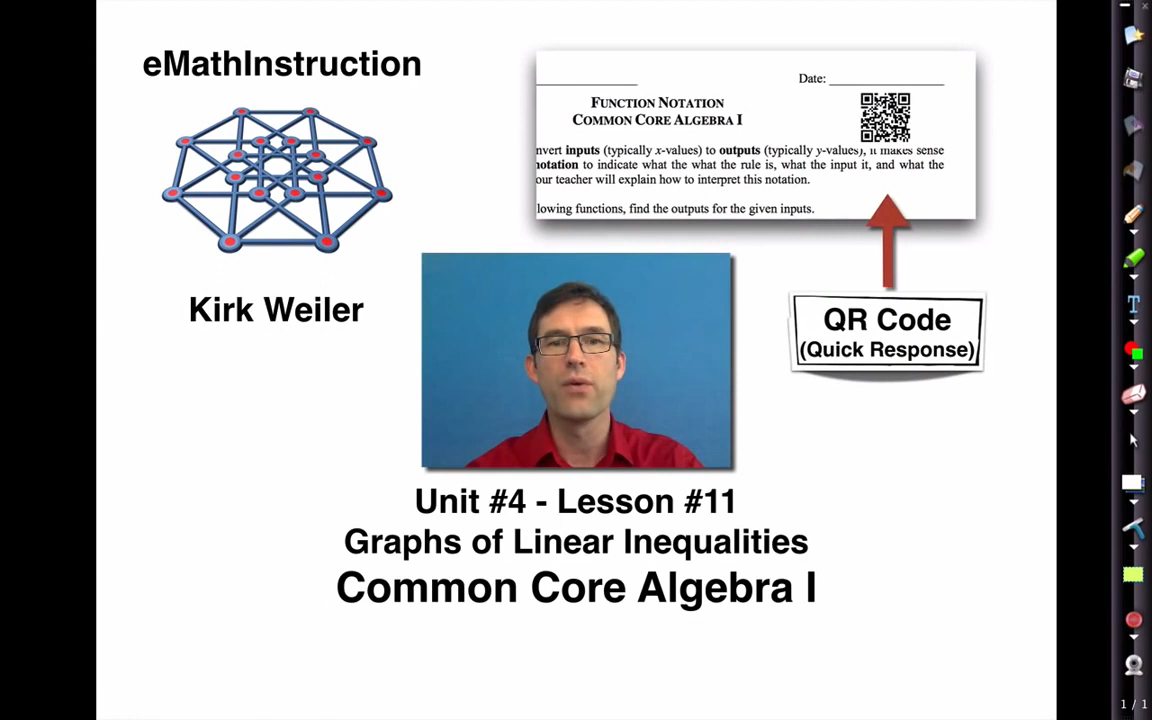 eMathInstruction
Date:
FUNCTION NOTATION
COMMON CORE ALGEBRA I
nvert inputs (typically x-values) to outputs (typically y-values), it makes sense
notation to indicate what the what the rule is, what the input it, and what the
our teacher will explain how to interpret this notation.
lowing functions, find the outputs for the given inputs.
Kirk Weiler
QR Code
(Quick Response)
Unit #4 - Lesson #11
Graphs of Linear Inequalities
Common Core Algebra I
T
1 / 1